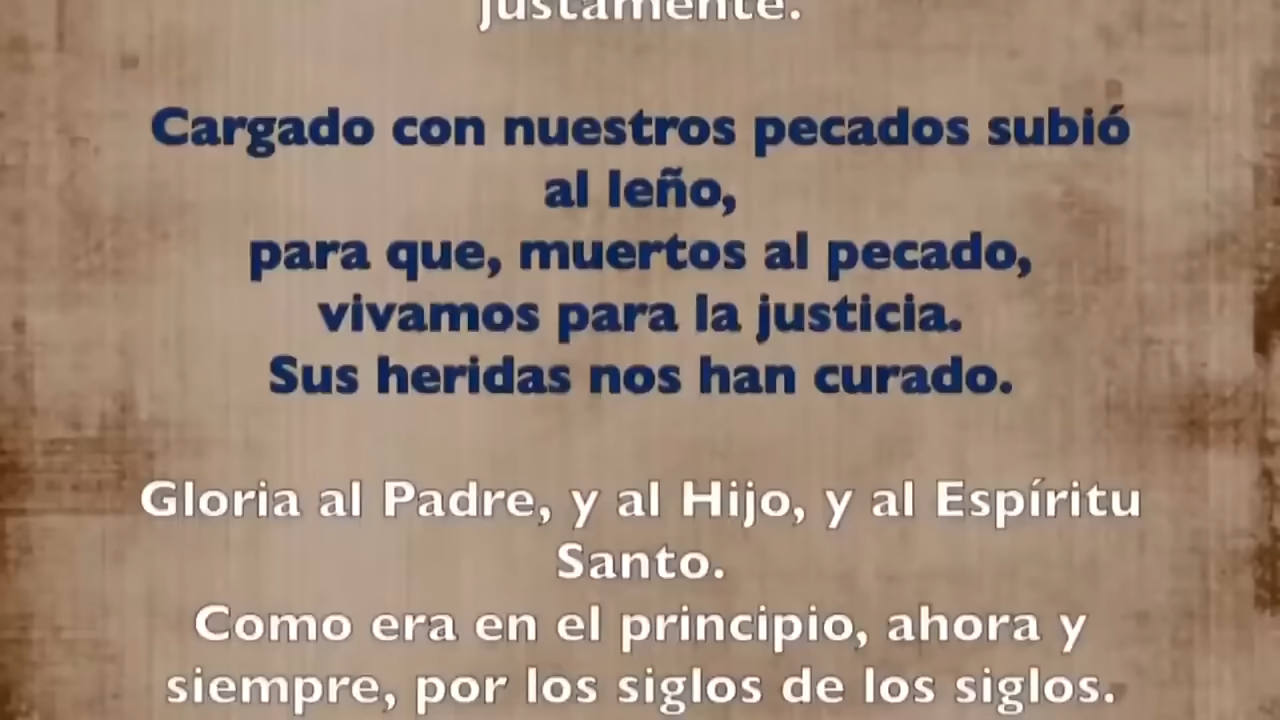 justamente.
Cargado con nuestros pecados subió
al leño,
para que, muertos al pecado,
vivamos para la justicia.
Sus heridas nos han curado.
Gloria al Padre, y al Hijo, y al Espíritu
Santo.
Como era en el principio, ahora y
siempre, por los siglos de los siglos.